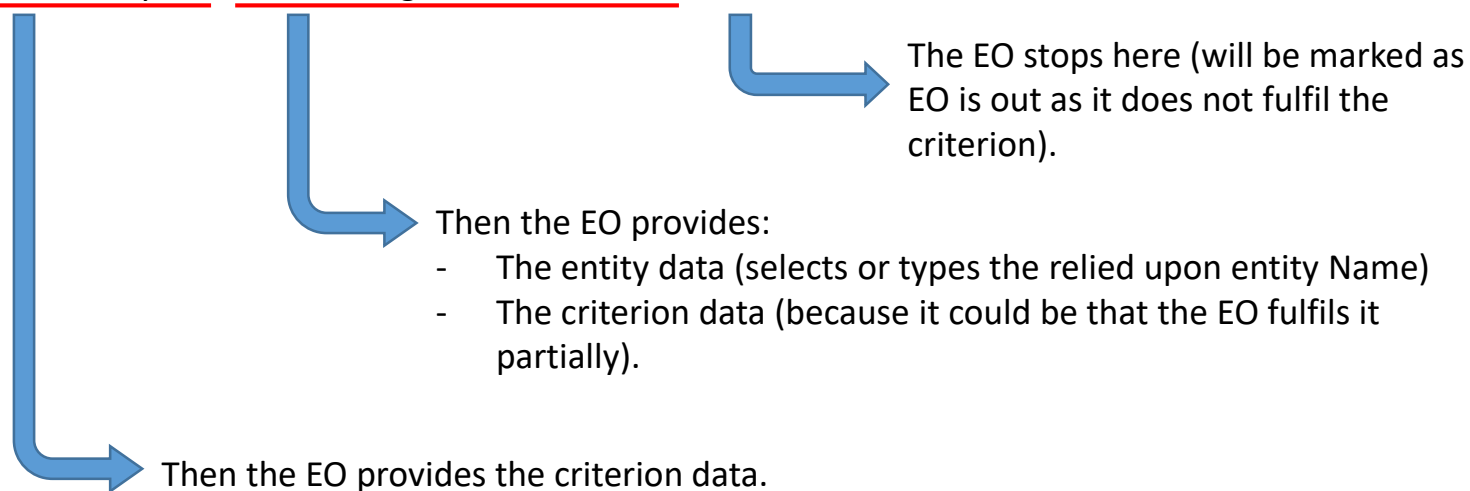 The EO stops here (will be marked as
EO is out as it does not fulfil the
criterion).
Then the EO provides:
- The entity data (selects or types the relied upon entity Name)
- The criterion data (because it could be that the EO fulfils it
partially).
Then the EO provides the criterion data.